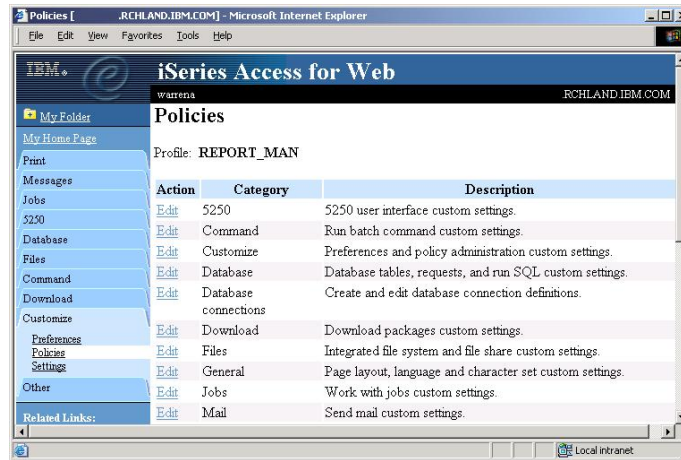 Policies [ .RCHLAND.IBM.COM] - Microsoft Internet Explorer
File Edit View Favorites Tools Help
IBM.
iSeries Access for Web
warrena RCHLAND.IBM.COM
My Folder
My Home Page
Print
Messages
Jobs
5250
Database
Files
Command
Download
Customize
Preferences
Policies
Settings
Other
Related Links:
Policies
Profile: REPORT_MAN
Action Category Description
Edit 5250 5250 user interface custom settings.
Edit Command Run batch command custom settings.
Edit Customize Preferences and policy administration custom settings.
Edit Database Database tables, requests, and run SQL custom settings.
Edit Database connections Create and edit database connection definitions.
Edit Download Download packages custom settings.
Edit Files Integrated file system and file share custom settings.
Edit General Page layout, language and character set custom settings.
Edit Jobs Work with jobs custom settings.
Edit Mail Send mail custom settings.
Local intranet